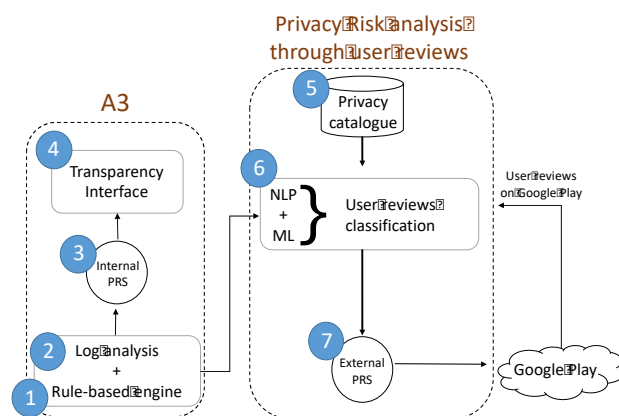 Privacy Risk analysis
through user reviews
A3
5
Privacy
catalogue
4
Transparency
Interface
6
NLP
+
ML
}
User reviews
classification
User reviews
on Google Play
3
Internal
PRS
2
Log analysis
+
Rule-based engine
1
7
External
PRS
Google Play